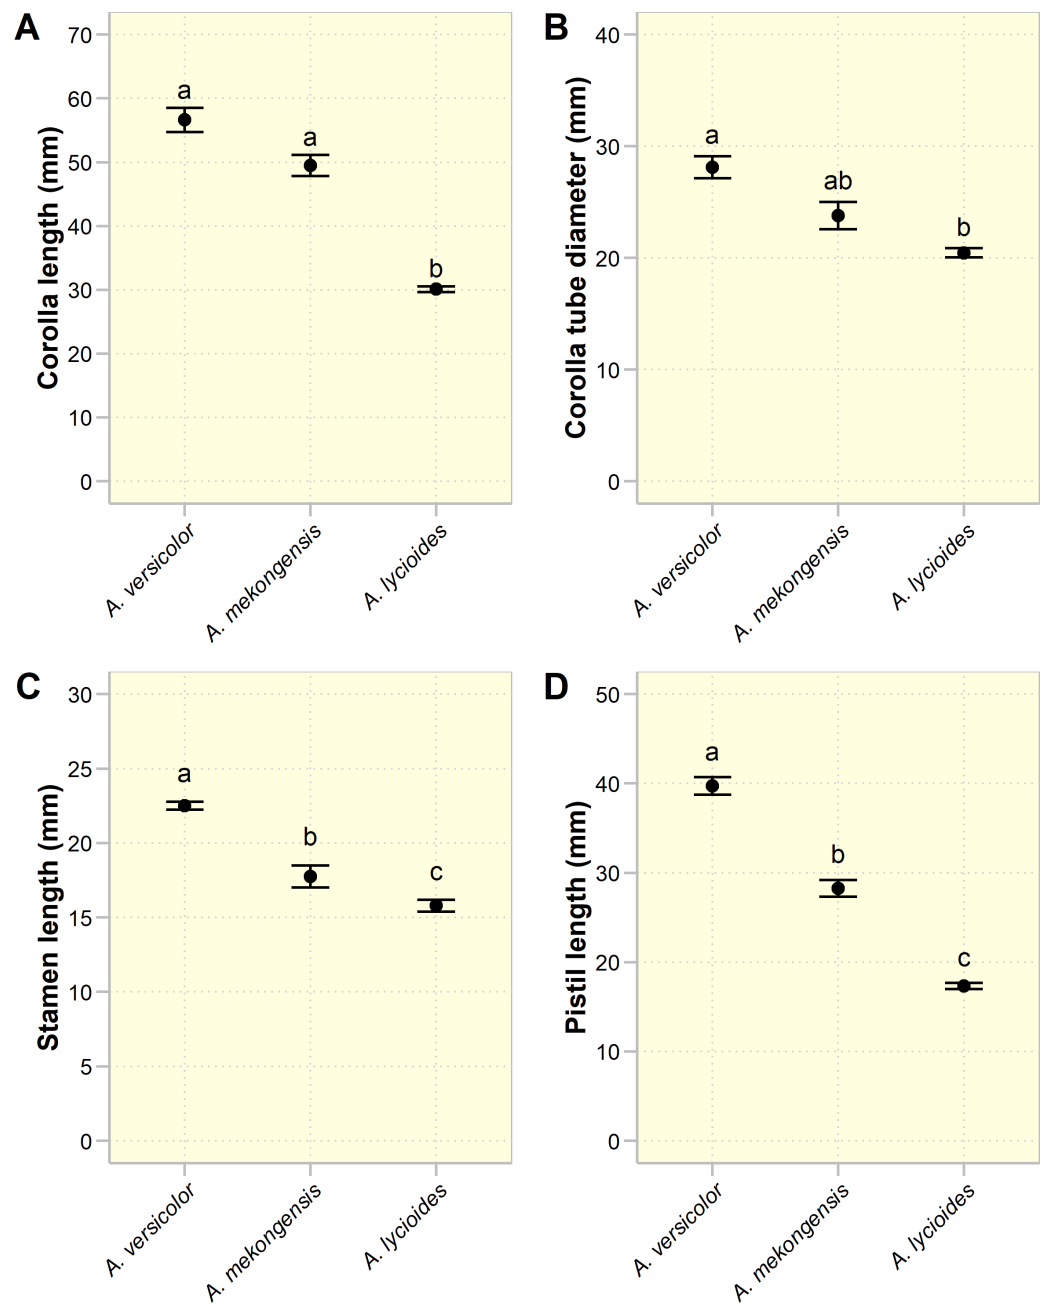 A
Corolla length (mm)
70
60
50
40
30
20
10
0
a
a
b
A. versicolor
A. mekongensis
A. lycioides
B
Corolla tube diameter (mm)
40
30
20
10
0
a
ab
b
A. versicolor
A. mekongensis
A. lycioides
C
Stamen length (mm)
30
25
20
15
10
5
0
a
b
c
A. versicolor
A. mekongensis
A. lycioides
D
Pistil length (mm)
50
40
30
20
10
0
a
b
c
A. versicolor
A. mekongensis
A. lycioides